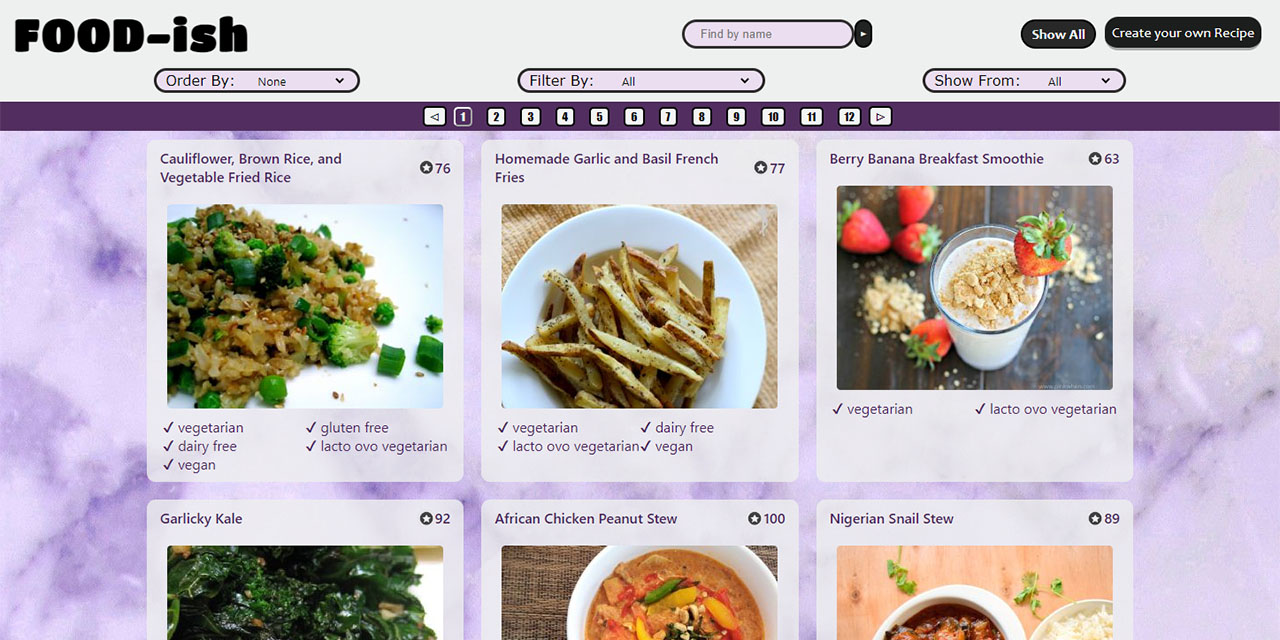 FOOD-ish
Find by name
Show All
Create your own Recipe
Order By: None
Filter By: All
Show From: All
1 2 3 4 5 6 7 8 9 10 11 12
Cauliflower, Brown Rice, and
Vegetable Fried Rice
76
✓ vegetarian
✓ gluten free
✓ dairy free
✓ lacto ovo vegetarian
✓ vegan
Homemade Garlic and Basil French
Fries
77
✓ vegetarian
✓ dairy free
✓ lacto ovo vegetarian
✓ vegan
Berry Banana Breakfast Smoothie
63
✓ vegetarian
✓ lacto ovo vegetarian
Garlicky Kale
92
African Chicken Peanut Stew
100
Nigerian Snail Stew
89